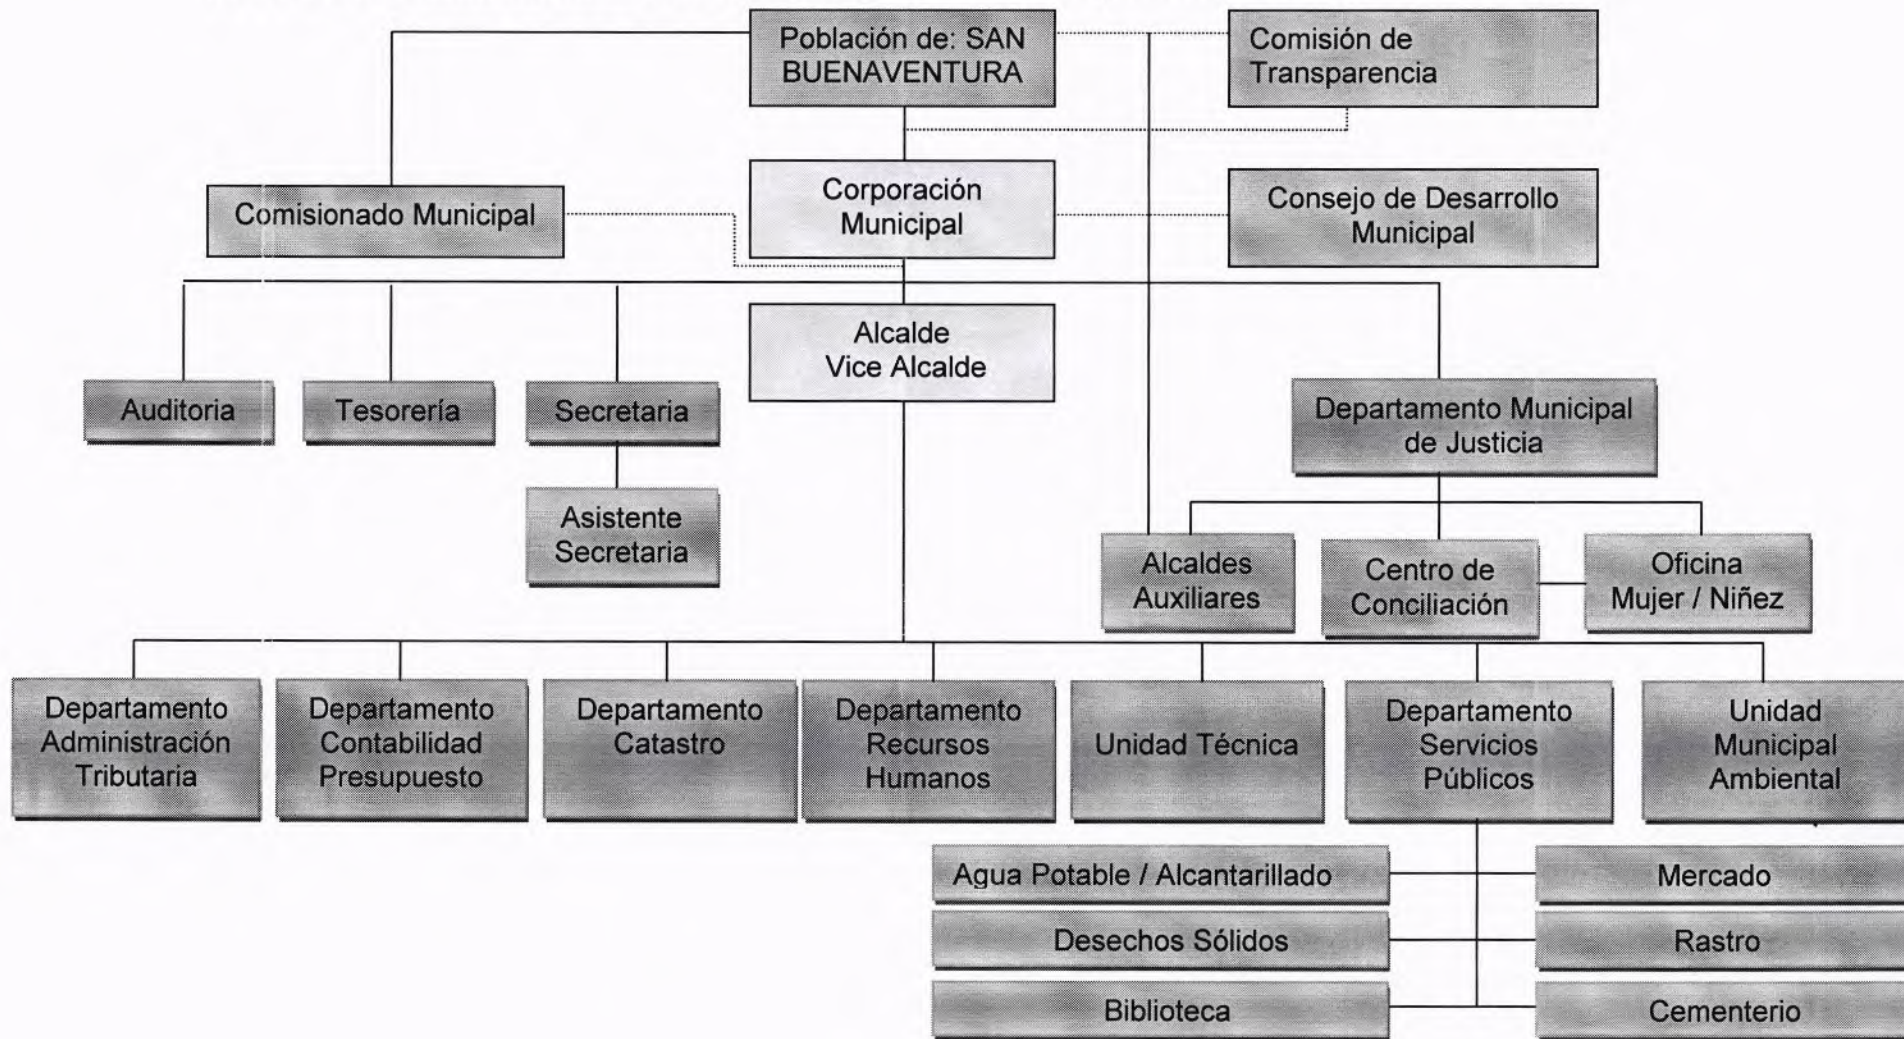 Población de: SAN
BUENAVENTURA
Comisión de
Transparencia
Comisionado Municipal
Corporación
Municipal
Consejo de Desarrollo
Municipal
Alcalde
Vice Alcalde
Auditoria
Tesorería
Secretaria
Departamento Municipal
de Justicia
Asistente
Secretaria
Alcaldes
Auxiliares
Centro de
Conciliación
Oficina
Mujer / Niñez
Departamento
Administración
Tributaria
Departamento
Contabilidad
Presupuesto
Departamento
Catastro
Departamento
Recursos
Humanos
Unidad Técnica
Departamento
Servicios
Públicos
Unidad
Municipal
Ambiental
Agua Potable / Alcantarillado
Mercado
Desechos Sólidos
Rastro
Biblioteca
Cementerio